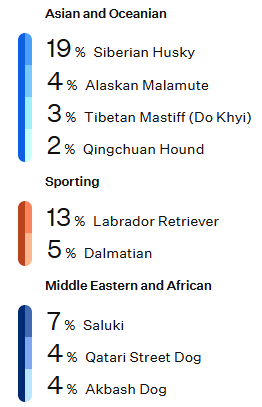 Asian and Oceanian
19 % Siberian Husky
4 % Alaskan Malamute
3 % Tibetan Mastiff (Do Khyi)
2 % Qingchuan Hound
Sporting
13 % Labrador Retriever
5 % Dalmatian
Middle Eastern and African
7 % Saluki
4 % Qatari Street Dog
4 % Akbash Dog